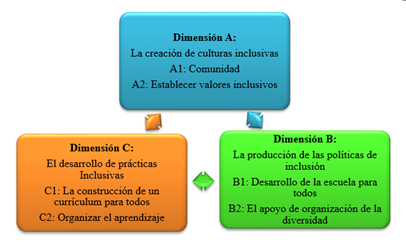 Dimensión A:
La creación de culturas inclusivas
A1: Comunidad
A2: Establecer valores inclusivos
Dimensión C:
El desarrollo de prácticas
Inclusivas
C1: La construcción de un
currículum para todos
C2: Organizar el aprendizaje
Dimensión B:
La producción de las políticas de
inclusión
B1: Desarrollo de la escuela para
todos
B2: El apoyo de organización de la
diversidad